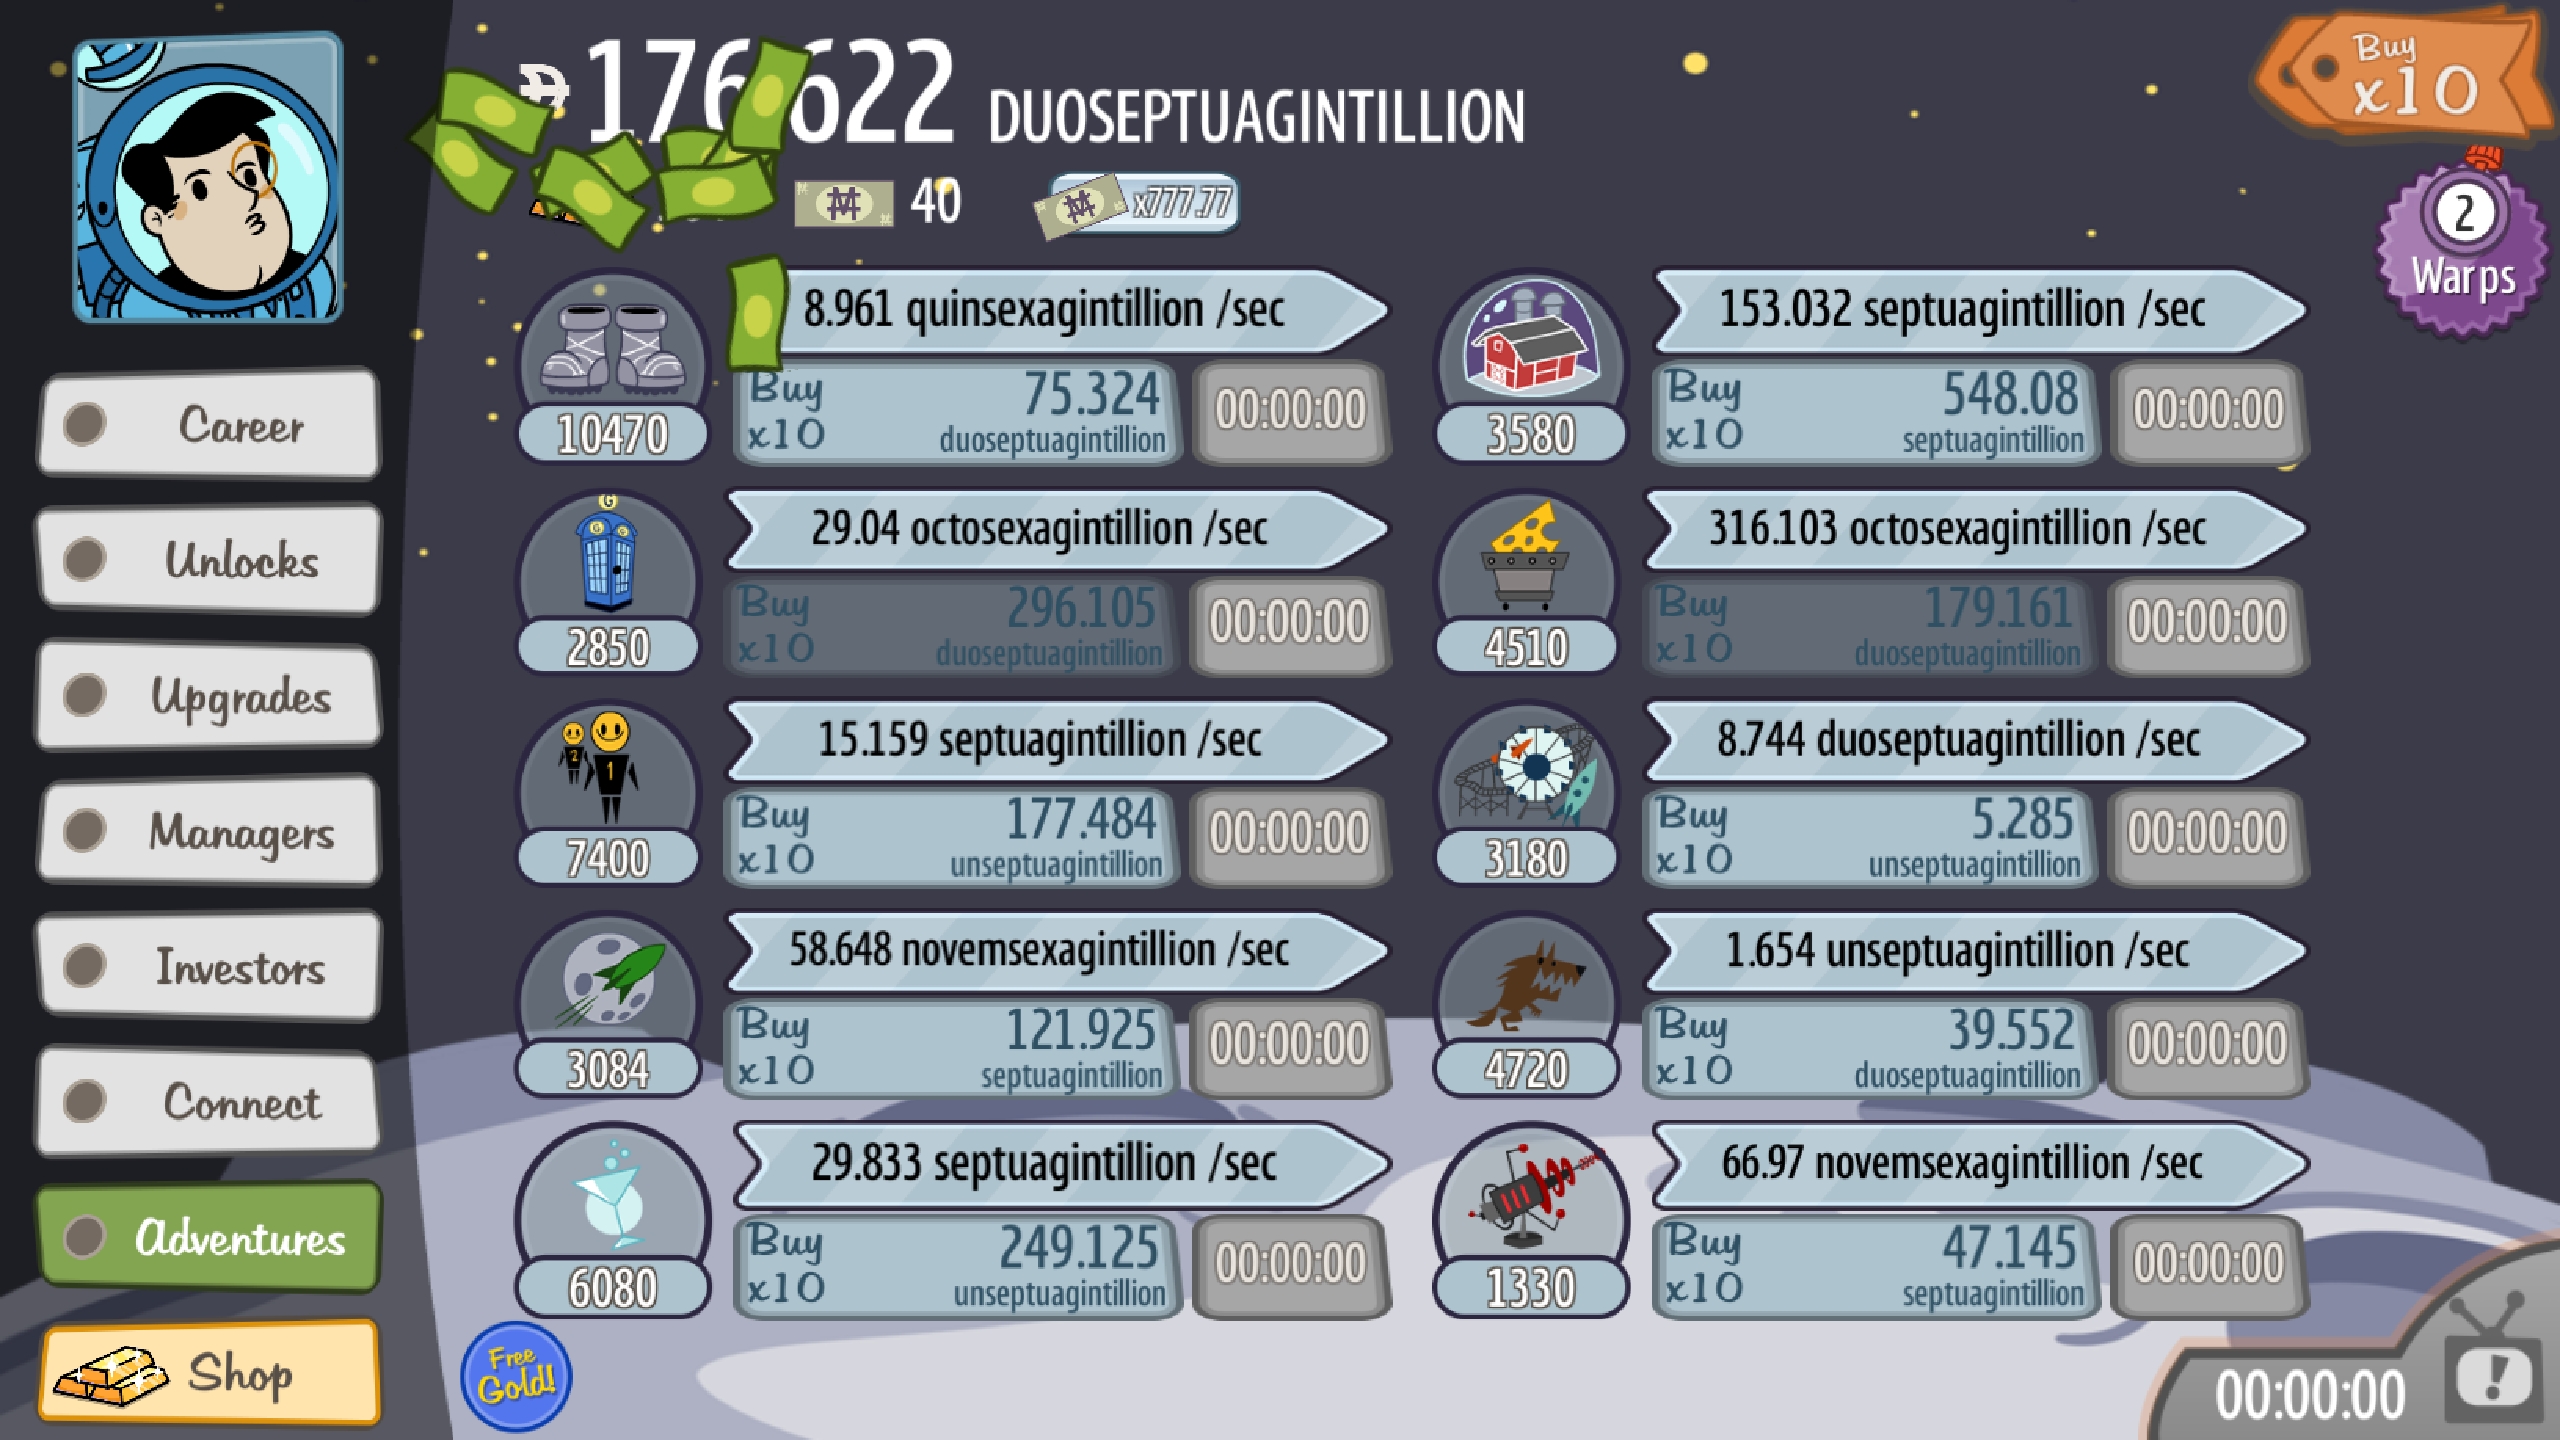 176.622 DUOSEPTUAGINTILLION
Buy
x10
40
x777.77
2
Warps
8.961 quinsexagintillion /sec
10470
Buy
x10
75.324
duoseptuagintillion
00:00:00
153.032 septuagintillion /sec
3580
Buy
x10
548.08
septuagintillion
00:00:00
29.04 octosexagintillion /sec
G
2850
Buy
x10
296.105
duoseptuagintillion
00:00:00
316.103 octosexagintillion /sec
4510
Buy
x10
179.161
duoseptuagintillion
00:00:00
15.159 septuagintillion /sec
2
1
7400
Buy
x10
177.484
unseptuagintillion
00:00:00
8.744 duoseptuagintillion /sec
3180
Buy
x10
5.285
unseptuagintillion
00:00:00
58.648 novemsexagintillion /sec
3084
Buy
x10
121.925
septuagintillion
00:00:00
1.654 unseptuagintillion /sec
4720
Buy
x10
39.552
duoseptuagintillion
00:00:00
29.833 septuagintillion /sec
6080
Buy
x10
249.125
unseptuagintillion
00:00:00
66.97 novemsexagintillion /sec
1330
Buy
x10
47.145
septuagintillion
00:00:00
Career
Unlocks
Upgrades
Managers
Investors
Connect
Adventures
Shop
Free
Gold!
00:00:00
!